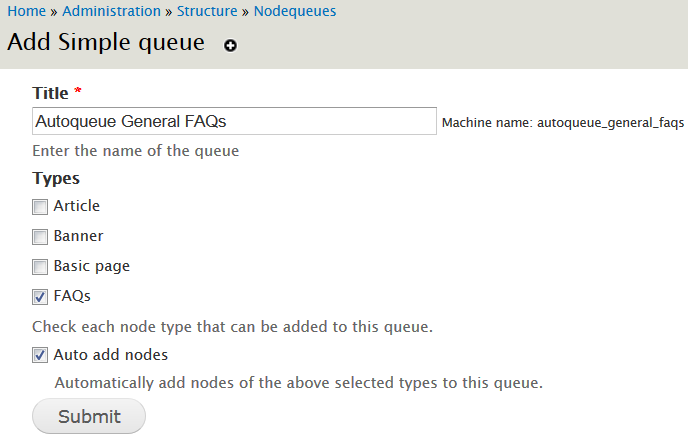 Home » Administration » Structure » Nodequeues
Add Simple queue
Title *
Autoqueue General FAQs Machine name: autoqueue_general_faqs
Enter the name of the queue
Types
Article
Banner
Basic page
FAQs
Check each node type that can be added to this queue.
Auto add nodes
Automatically add nodes of the above selected types to this queue.
Submit